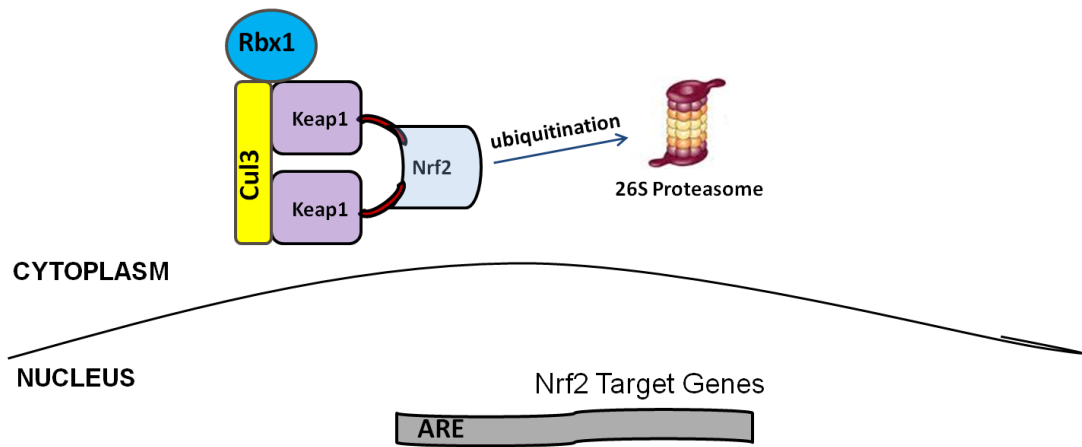 Rbx1
Keap1
Cul3
Nrf2
ubiquitination
26S Proteasome
Keap1
CYTOPLASM
NUCLEUS
Nrf2 Target Genes
ARE